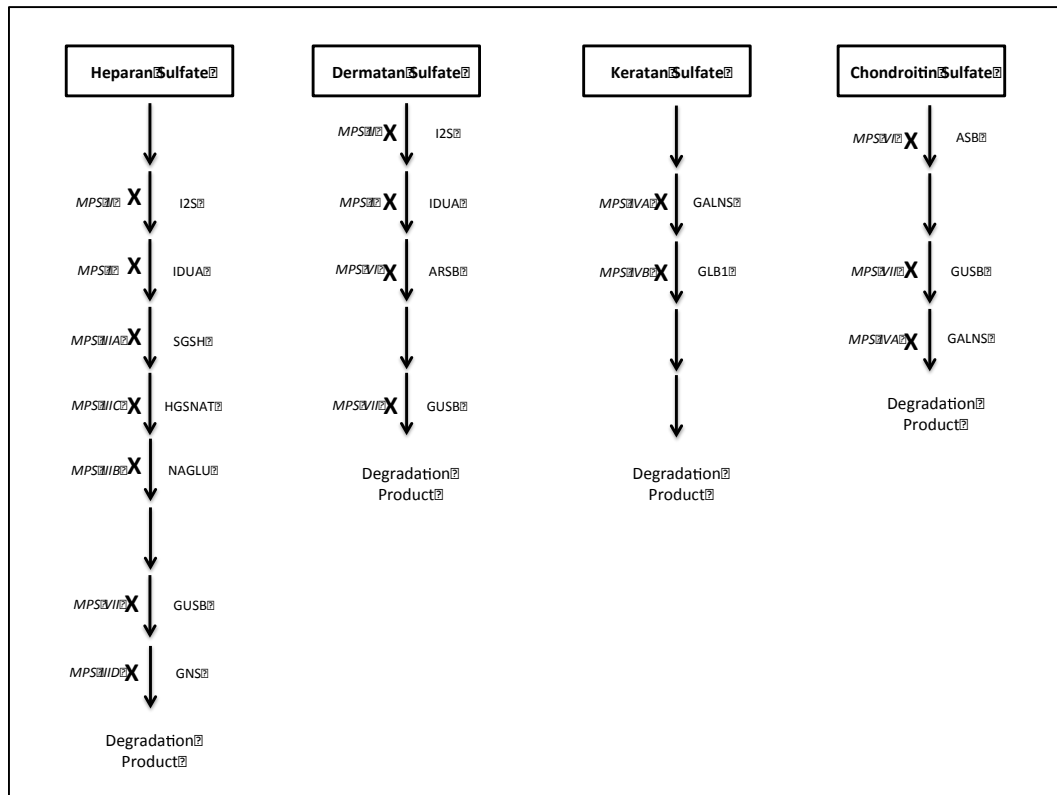 Heparan Sulfate
MPS II X I2S
MPS I X IDUA
MPS IIIA X SGSH
MPS IIIC X HGSNAT
MPS IIIB X NAGLU
MPS VII X GUSB
MPS IIID X GNS
Degradation
Product
Dermatan Sulfate
MPS II X I2S
MPS I X IDUA
MPS VI X ARSB
MPS VII X GUSB
Degradation
Product
Keratan Sulfate
MPS IVA X GALNS
MPS IVB X GLB1
Degradation
Product
Chondroitin Sulfate
MPS VI X ASB
MPS VII X GUSB
MPS IVA X GALNS
Degradation
Product